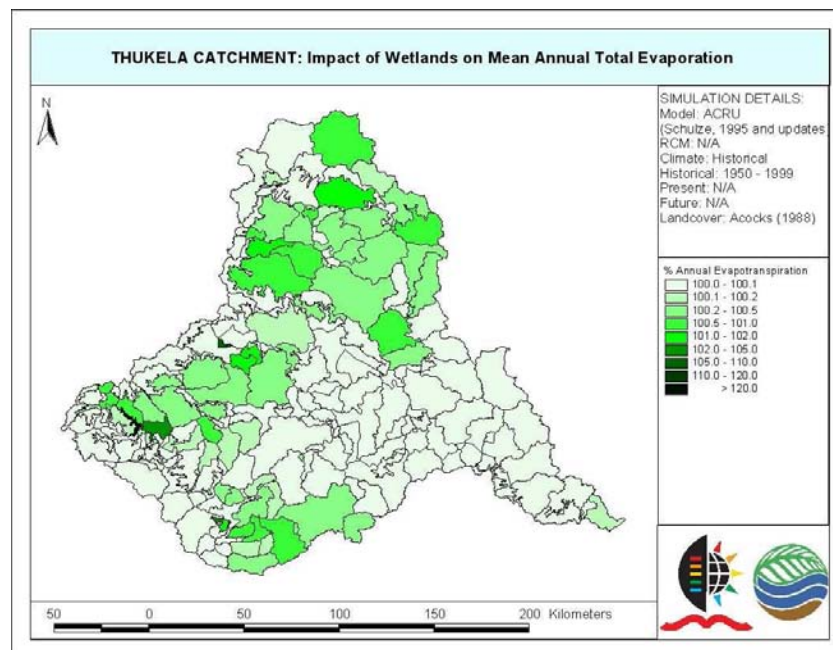 THUKELA CATCHMENT: Impact of Wetlands on Mean Annual Total Evaporation
N
SIMULATION DETAILS:
Model: ACRU
(Schulze, 1995 and updates
RCM: N/A
Climate: Historical
Historical: 1950 - 1999
Present: N/A
Future: N/A
Landcover: Acocks (1988)
% Annual Evapotranspiration
100.0 - 100.1
100.1 - 100.2
100.2 - 100.5
100.5 - 101.0
101.0 - 102.0
102.0 - 105.0
105.0 - 110.0
110.0 - 120.0
> 120.0
50 0 50 100 150 200 Kilometers